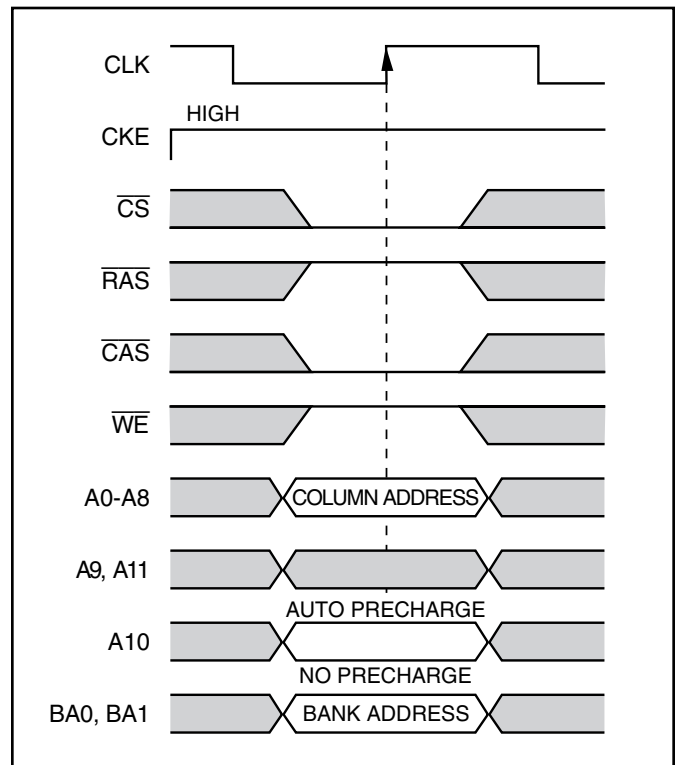 CLK
HIGH
CKE
CS
RAS
CAS
WE
A0-A8 COLUMN ADDRESS
A9, A11
AUTO PRECHARGE
A10
NO PRECHARGE
BA0, BA1 BANK ADDRESS